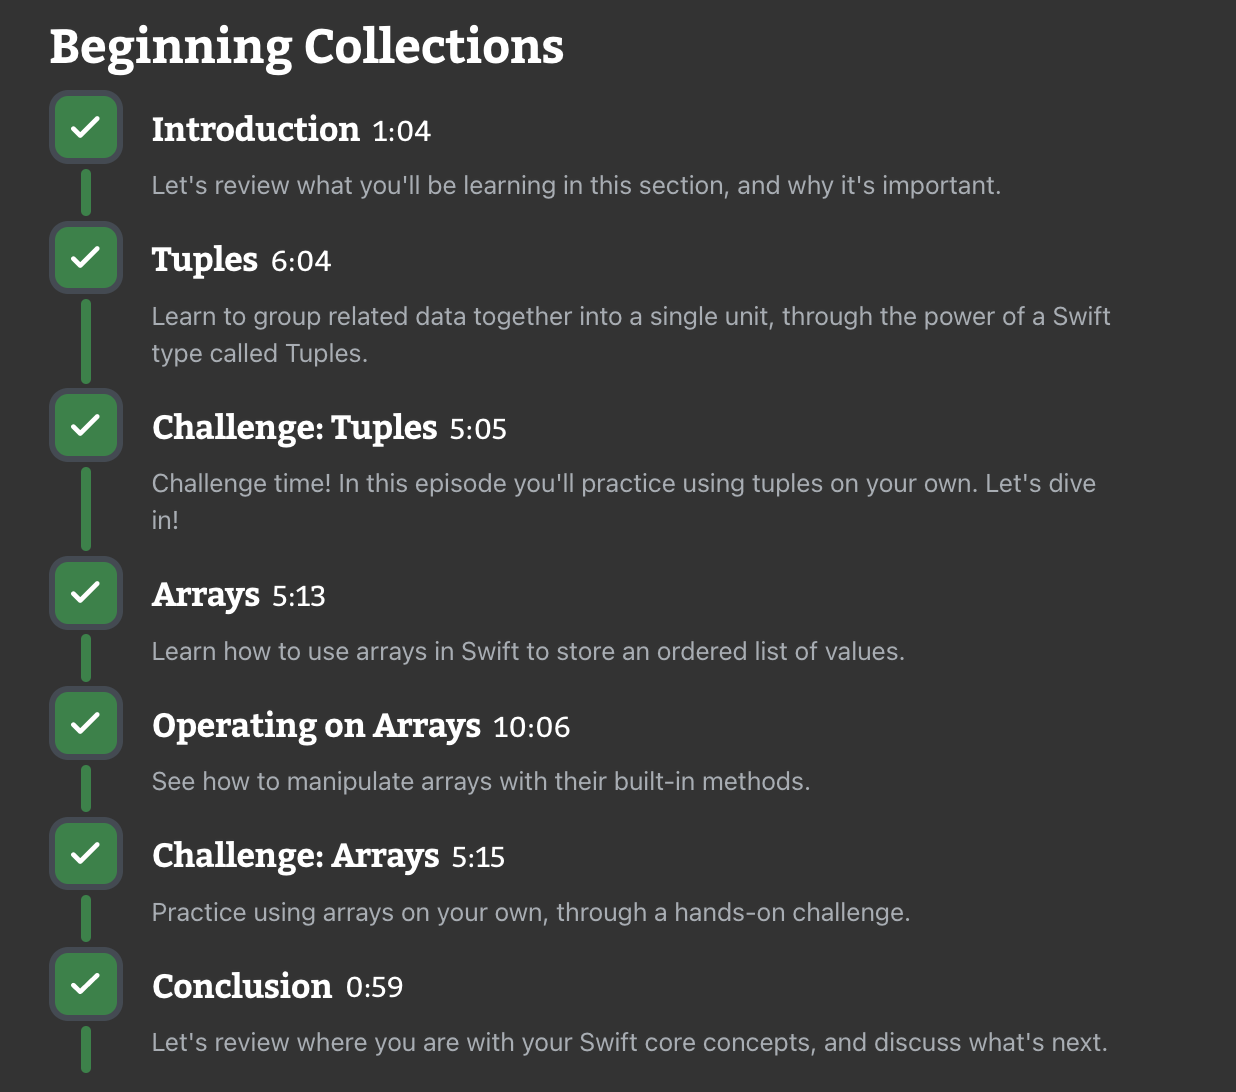 Beginning Collections
Introduction 1:04
Let's review what you'll be learning in this section, and why it's important.
Tuples 6:04
Learn to group related data together into a single unit, through the power of a Swift
type called Tuples.
Challenge: Tuples 5:05
Challenge time! In this episode you'll practice using tuples on your own. Let's dive
in!
Arrays 5:13
Learn how to use arrays in Swift to store an ordered list of values.
Operating on Arrays 10:06
See how to manipulate arrays with their built-in methods.
Challenge: Arrays 5:15
Practice using arrays on your own, through a hands-on challenge.
Conclusion 0:59
Let's review where you are with your Swift core concepts, and discuss what's next.